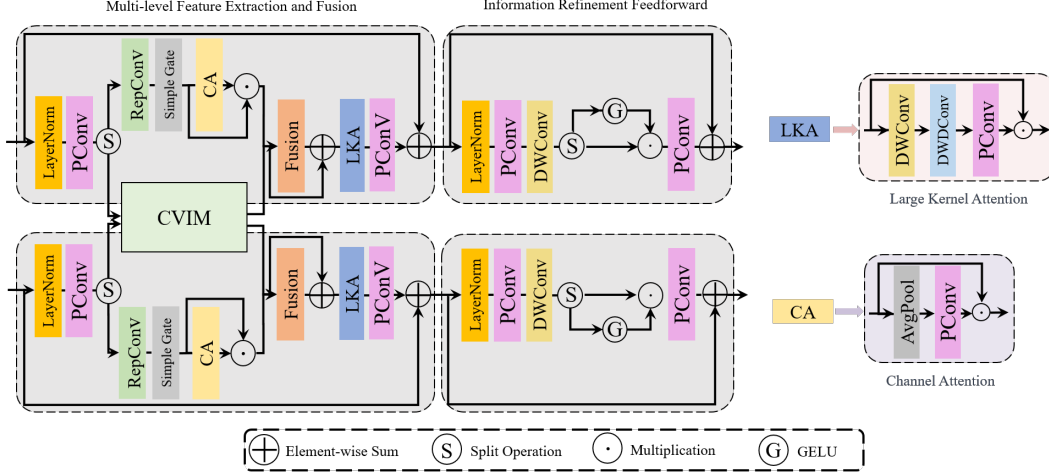 Multi-level Feature Extraction and Fusion
Information Refinement Feedforward
LayerNorm
PConv
S
RepConv
Simple Gate
CA
Fusion
LKA
PConV
LayerNorm
PConv
DWConv
S
G
PConv
CVIM
LayerNorm
PConv
S
RepConv
Simple Gate
CA
Fusion
LKA
PConV
LayerNorm
PConv
DWConv
S
G
PConv
LKA
DWConv
DWDConv
PConv
Large Kernel Attention
CA
AvgPool
PConv
Channel Attention
Element-wise Sum
S
Split Operation
Multiplication
G
GELU